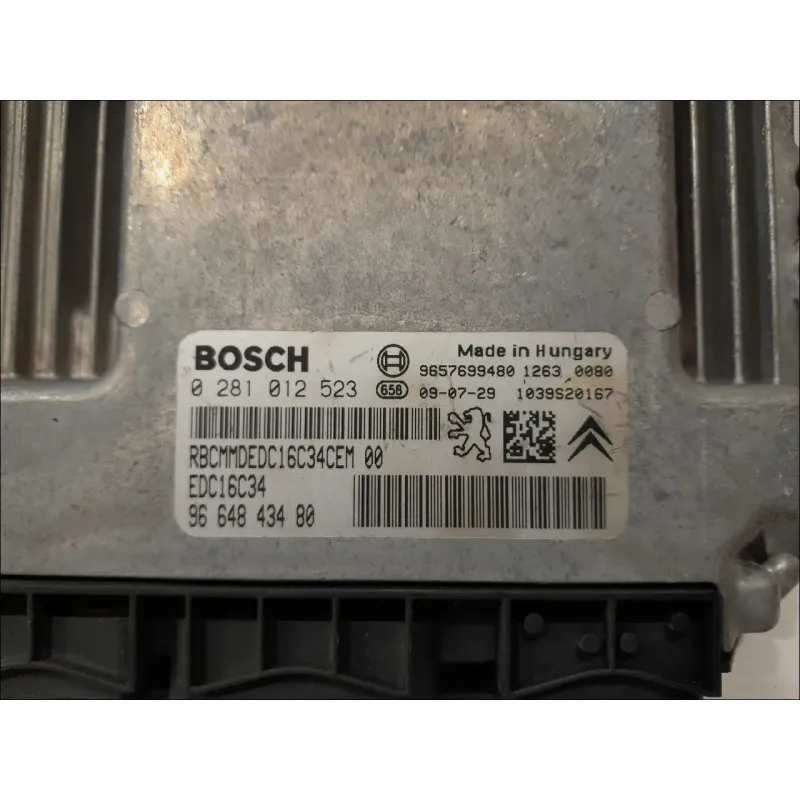 BOSCH Made in Hungary
9657699480 1263 0080
0 281 012 523 658 09-07-29 1039S20167
RBCMMDEDC16C34CEM 00
EDC16C34
96 648 434 80